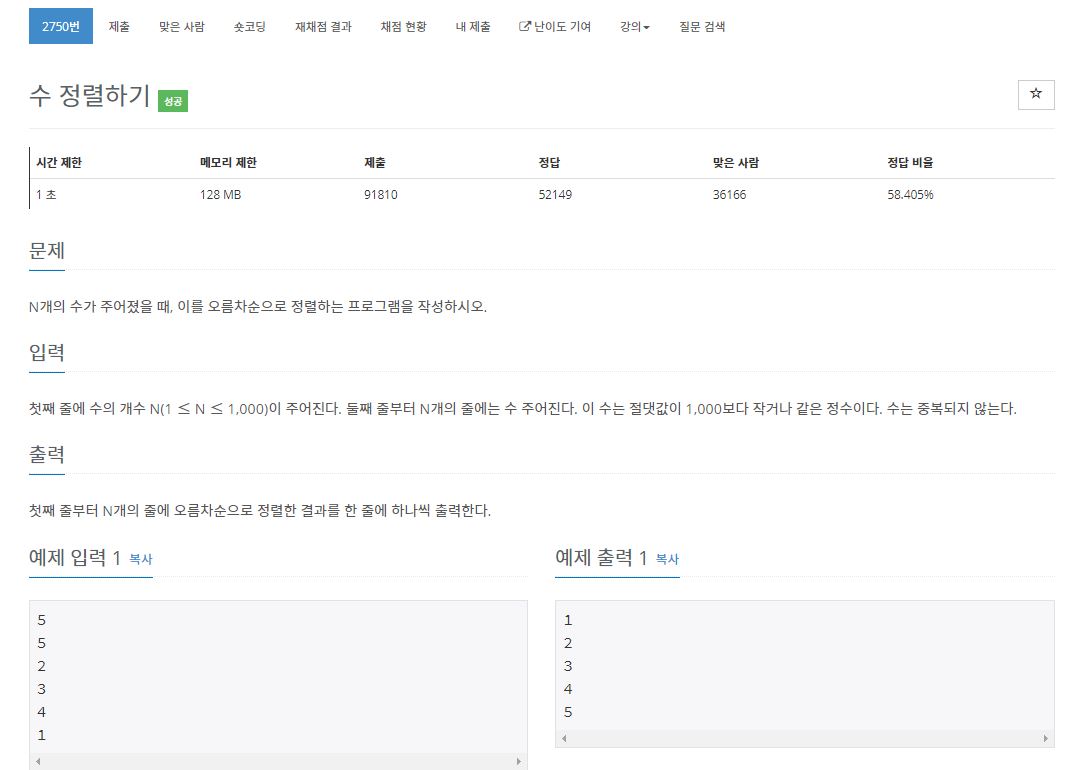 2750번 제출 맞은 사람 숏코딩 재채점 결과 채점 현황 내 제출 난이도 기여 강의 질문 검색
수 정렬하기 성공
시간 제한 메모리 제한 제출 정답 맞은 사람 정답 비율
1 초 128 MB 91810 52149 36166 58.405%
문제
N개의 수가 주어졌을 때, 이를 오름차순으로 정렬하는 프로그램을 작성하시오.
입력
첫째 줄에 수의 개수 N(1 ≤ N ≤ 1,000)이 주어진다. 둘째 줄부터 N개의 줄에는 수 주어진다. 이 수는 절댓값이 1,000보다 작거나 같은 정수이다. 수는 중복되지 않는다.
출력
첫째 줄부터 N개의 줄에 오름차순으로 정렬한 결과를 한 줄에 하나씩 출력한다.
예제 입력 1 복사
5
5
2
3
4
1
예제 출력 1 복사
1
2
3
4
5